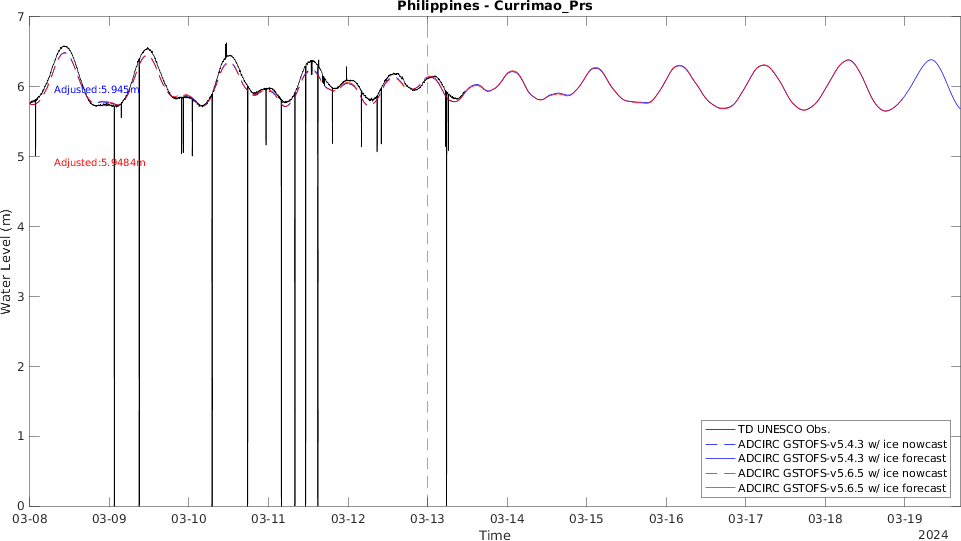 Philippines - Currimao_Prs
7
6
5
4
3
2
1
0
Water Level (m)
Adjusted:5.945m
Adjusted:5.9484m
TD UNESCO Obs.
ADCIRC GSTOFS-v5.4.3 w/ ice nowcast
ADCIRC GSTOFS-v5.4.3 w/ ice forecast
ADCIRC GSTOFS-v5.6.5 w/ ice nowcast
ADCIRC GSTOFS-v5.6.5 w/ ice forecast
03-08 03-09 03-10 03-11 03-12 03-13 03-14 03-15 03-16 03-17 03-18 03-19
Time
2024